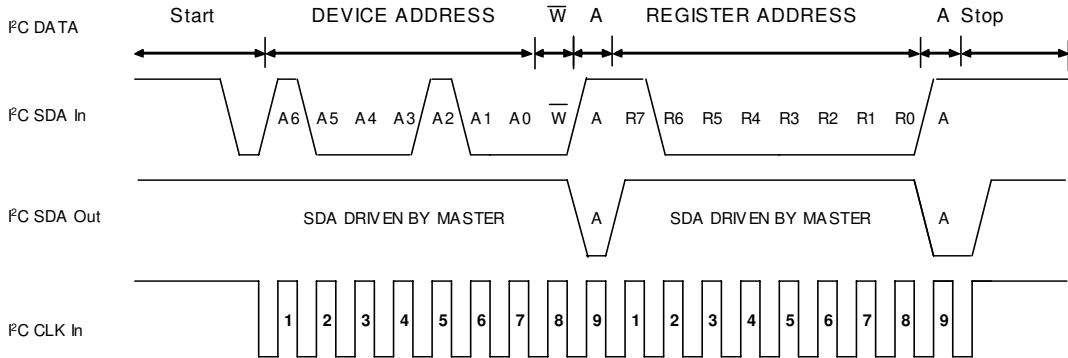 Start DEVICE ADDRESS W̅ A REGISTER ADDRESS A Stop
I²C DATA
I²C SDA In
A6 A5 A4 A3 A2 A1 A0 W̅ A R7 R6 R5 R4 R3 R2 R1 R0 A
I²C SDA Out
SDA DRIVEN BY MASTER A SDA DRIVEN BY MASTER A
I²C CLK In
1 2 3 4 5 6 7 8 9 1 2 3 4 5 6 7 8 9